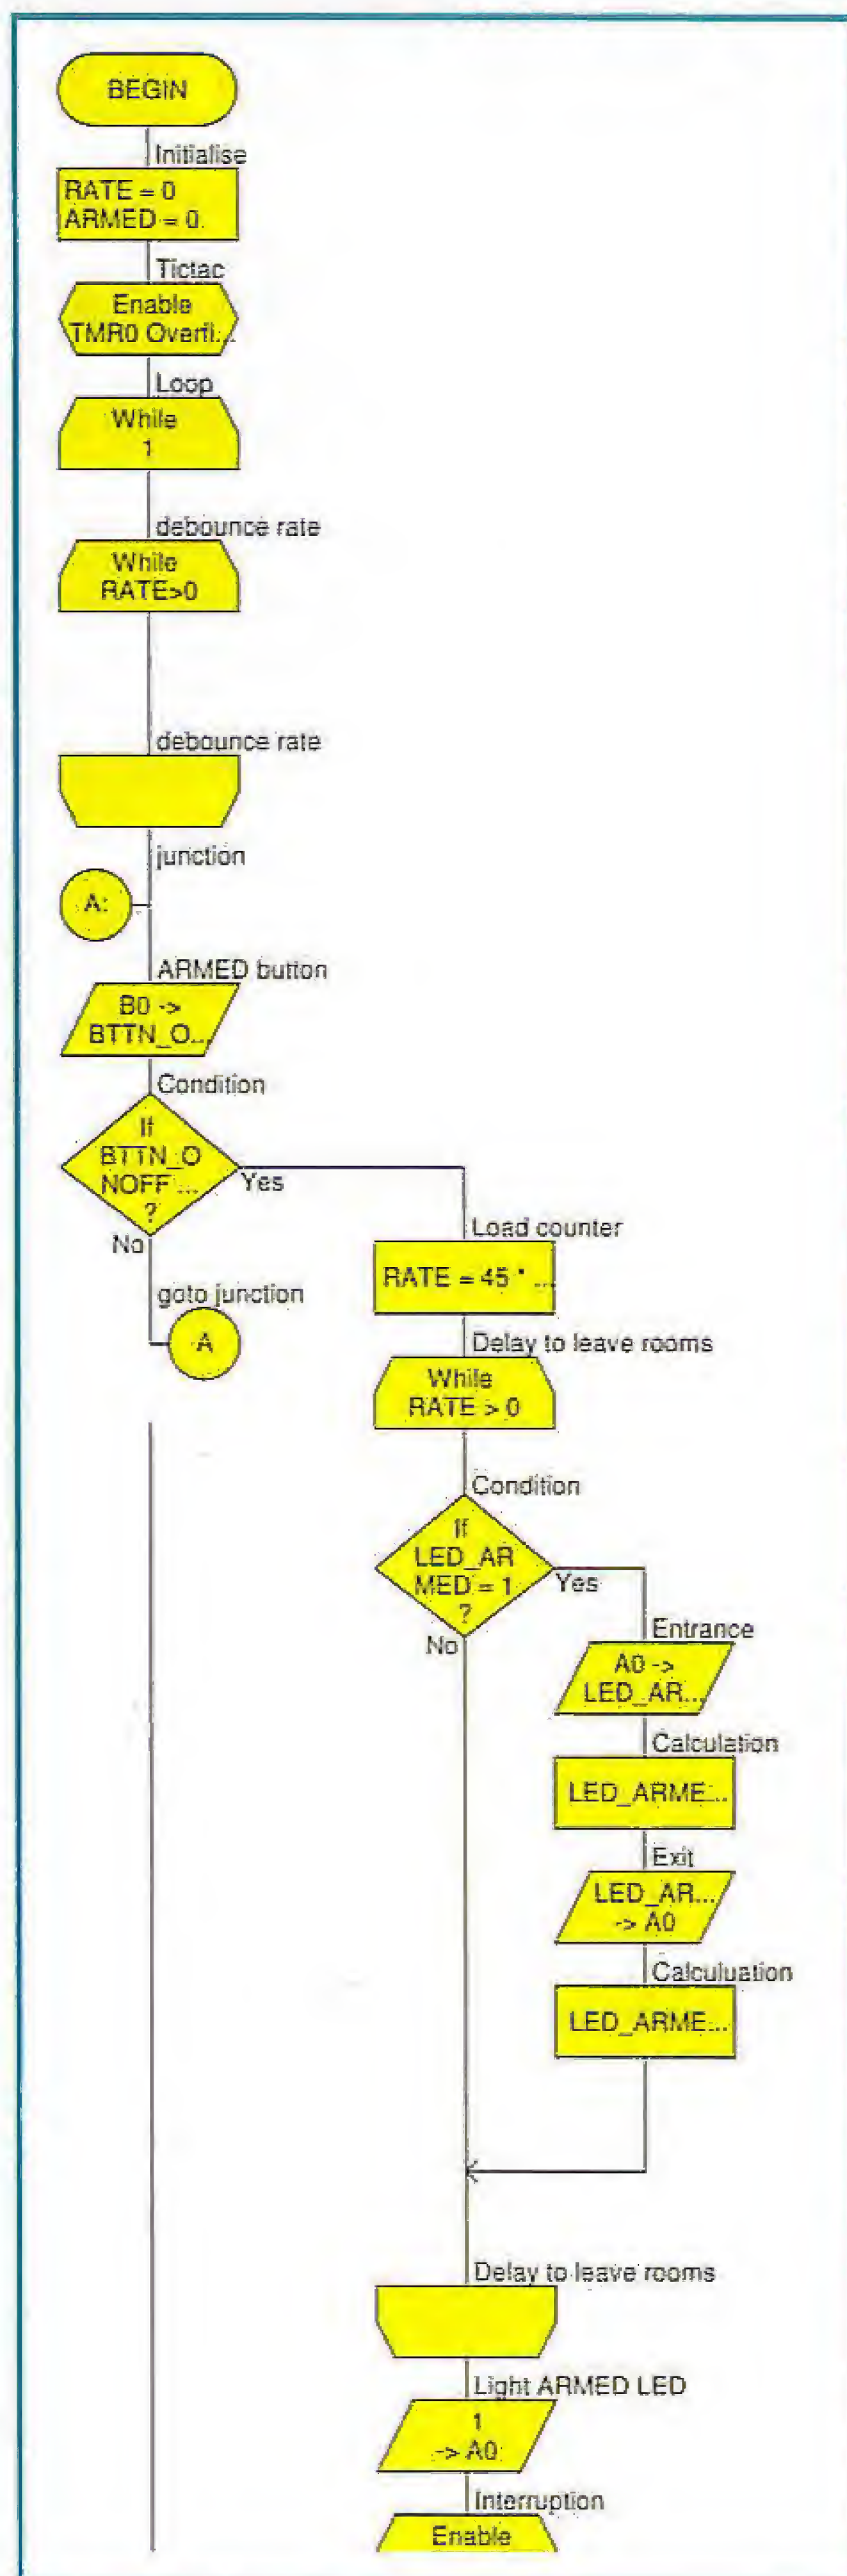 BEGIN
Initialise
RATE = 0
ARMED = 0
Tictac
Enable
TMR0 Overfl...
Loop
While
1
debounce rate
While
RATE>0
debounce rate
junction
A:
ARMED button
B0 ->
BTTN_O...
Condition
If
BTTN_O
NOFF ...
?
Yes
No
goto junction
A
Load counter
RATE = 45 * ...
Delay to leave rooms
While
RATE > 0
Condition
If
LED_AR
MED = 1
?
Yes
No
Entrance
A0 ->
LED_AR...
Calculation
LED_ARME...
Exit
LED_AR...
-> A0
Calculuation
LED_ARME...
Delay to leave rooms
Light ARMED LED
1
-> A0
Interruption
Enable